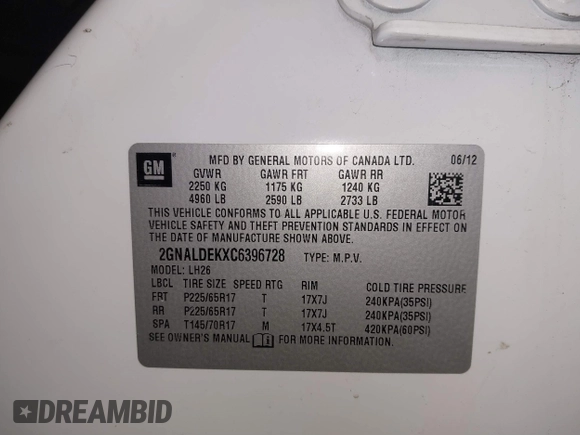 GM
MFD BY GENERAL MOTORS OF CANADA LTD. 06/12
GVWR GAWR FRT GAWR RR
2250 KG 1175 KG 1240 KG
4960 LB 2590 LB 2733 LB
THIS VEHICLE CONFORMS TO ALL APPLICABLE U.S. FEDERAL MOTOR
VEHICLE SAFETY AND THEFT PREVENTION STANDARDS IN EFFECT ON
THE DATE OF MANUFACTURE SHOWN ABOVE.
2GNALDEKXC6396728 TYPE: M.P.V.
MODEL: LH26
LBCL TIRE SIZE SPEED RTG RIM COLD TIRE PRESSURE
FRT P225/65R17 T 17X7J 240KPA(35PSI)
RR P225/65R17 T 17X7J 240KPA(35PSI)
SPA T145/70R17 M 17X4.5T 420KPA(60PSI)
SEE OWNER'S MANUAL FOR MORE INFORMATION.
DREAMBID